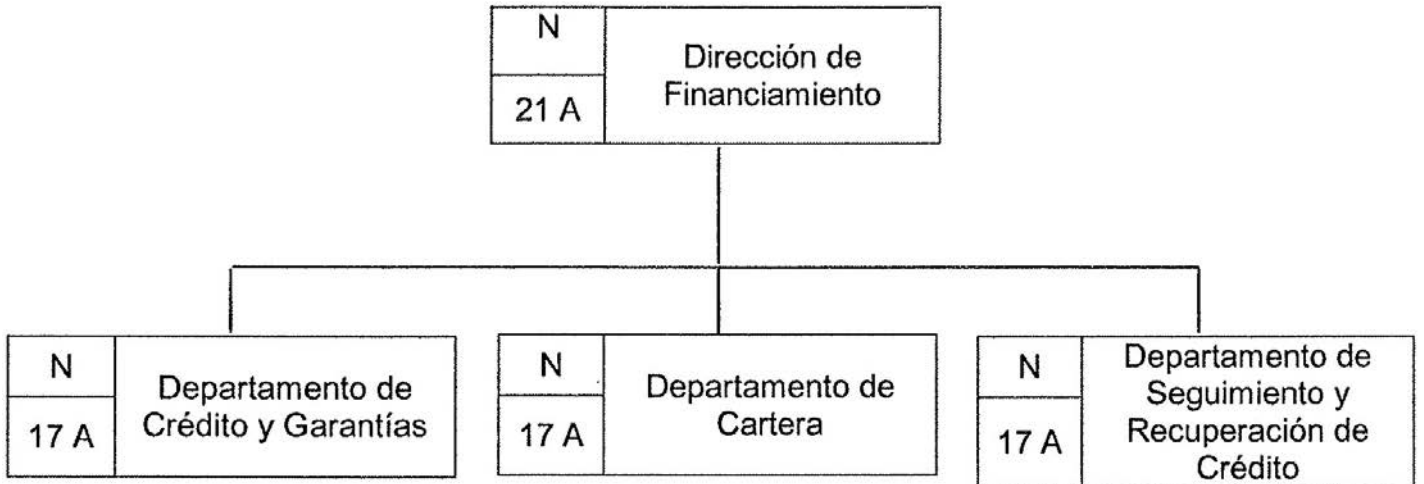 N
21 A
Dirección de
Financiamiento
N
17 A
Departamento de
Crédito y Garantías
N
17 A
Departamento de
Cartera
N
17 A
Departamento de
Seguimiento y
Recuperación de
Crédito